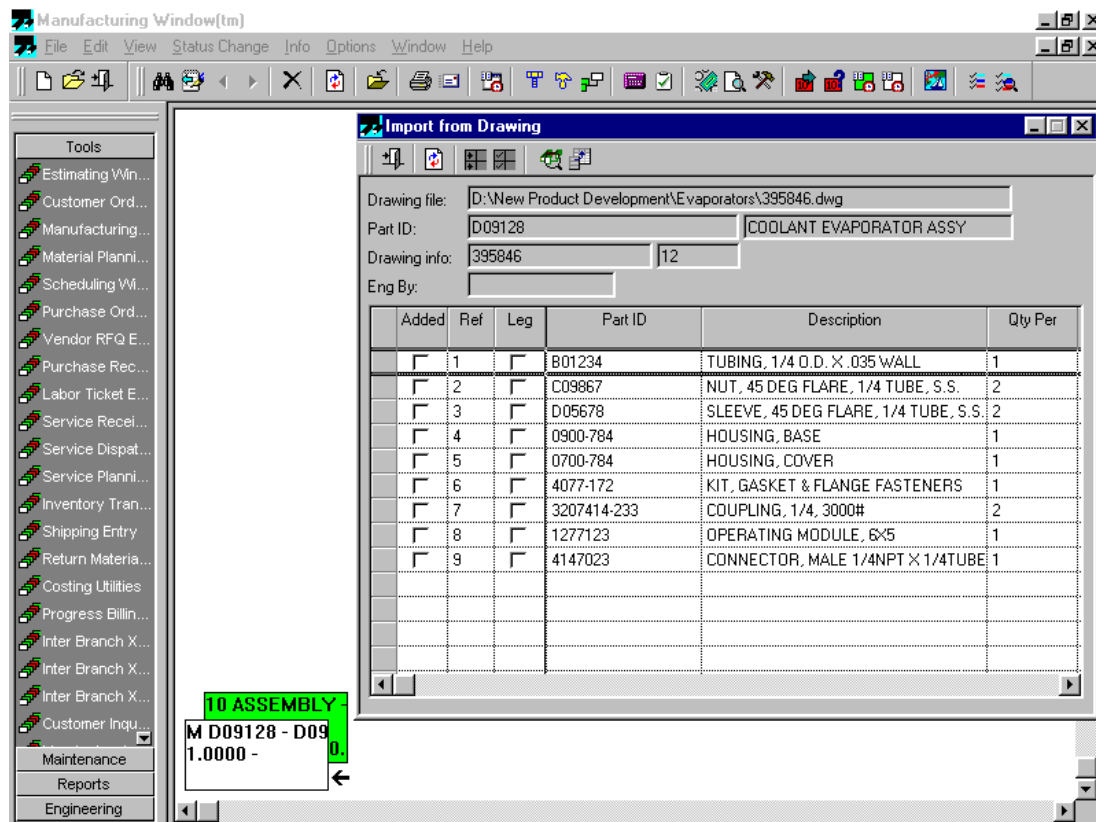 Manufacturing Window(tm)
File Edit View Status Change Info Options Window Help
Tools
Estimating Win...
Customer Ord...
Manufacturing...
Material Planni...
Scheduling Wi...
Purchase Ord...
Vendor RFQ E...
Purchase Rec...
Labor Ticket E...
Service Recei...
Service Dispat...
Service Planni...
Inventory Tran...
Shipping Entry
Return Materia...
Costing Utilities
Progress Billin...
Inter Branch X...
Inter Branch X...
Inter Branch X...
Customer Inqu...
Maintenance
Reports
Engineering
Import from Drawing
Drawing file: D:\New Product Development\Evaporators\395846.dwg
Part ID: D09128 COOLANT EVAPORATOR ASSY
Drawing info: 395846 12
Eng By:
Added Ref Leg Part ID Description Qty Per
1 B01234 TUBING, 1/4 O.D. X .035 WALL 1
2 C09867 NUT, 45 DEG FLARE, 1/4 TUBE, S.S. 2
3 D05678 SLEEVE, 45 DEG FLARE, 1/4 TUBE, S.S. 2
4 0900-784 HOUSING, BASE 1
5 0700-784 HOUSING, COVER 1
6 4077-172 KIT, GASKET & FLANGE FASTENERS 1
7 3207414-233 COUPLING, 1/4, 3000# 2
8 1277123 OPERATING MODULE, 6X5 1
9 4147023 CONNECTOR, MALE 1/4NPT X 1/4TUBE 1
10 ASSEMBLY -
M D09128 - D09
1.0000 - 0.